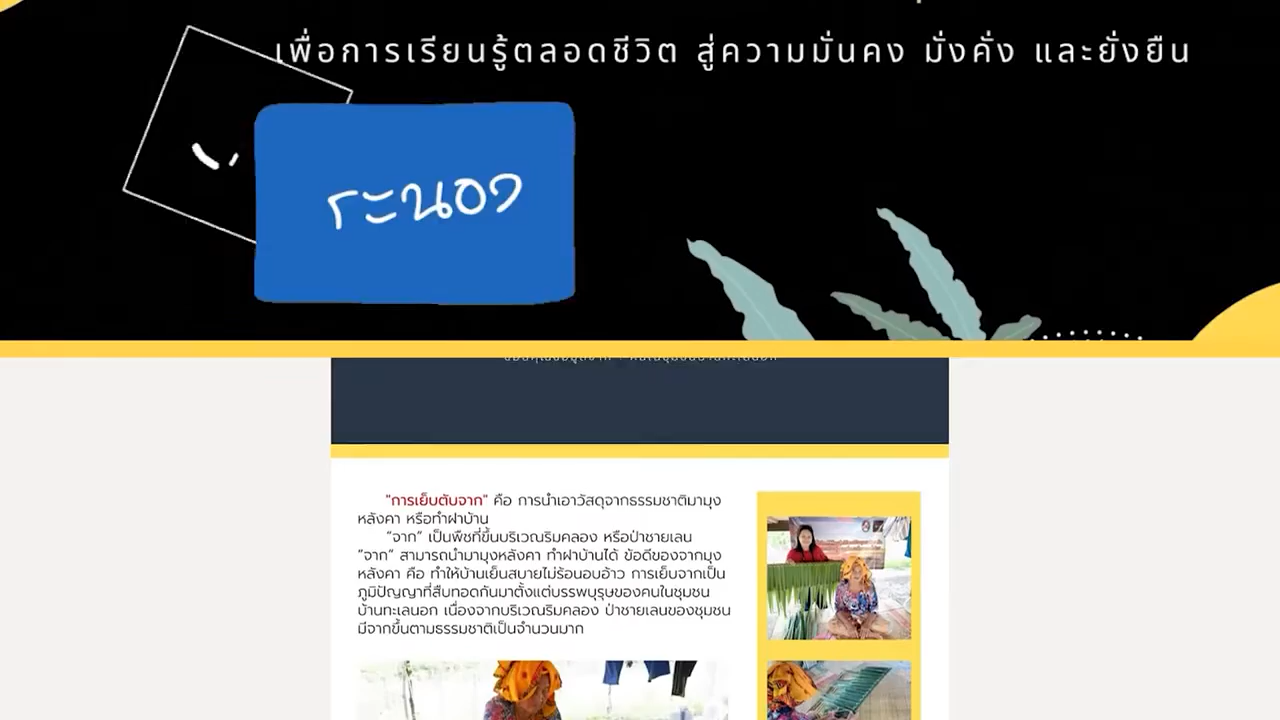 เพื่อการเรียนรู้ตลอดชีวิต สู่ความมั่นคง มั่งคั่ง และยั่งยืน
ระนอง
"การเย็บตับจาก" คือ การนำเอาวัสดุจากธรรมชาติมามุง
หลังคา หรือทำฝาบ้าน
"จาก" เป็นพืชที่ขึ้นบริเวณริมคลอง หรือป่าชายเลน
"จาก" สามารถนำมามุงหลังคา ทำฝาบ้านได้ ข้อดีของจากมุง
หลังคา คือ ทำให้บ้านเย็นสบายไม่ร้อนอบอ้าว การเย็บจากเป็น
ภูมิปัญญาที่สืบทอดกันมาตั้งแต่บรรพบุรุษของคนในชุมชน
บ้านทะเลนอก เนื่องจากบริเวณริมคลอง ป่าชายเลนของชุมชน
มีจากขึ้นตามธรรมชาติเป็นจำนวนมาก